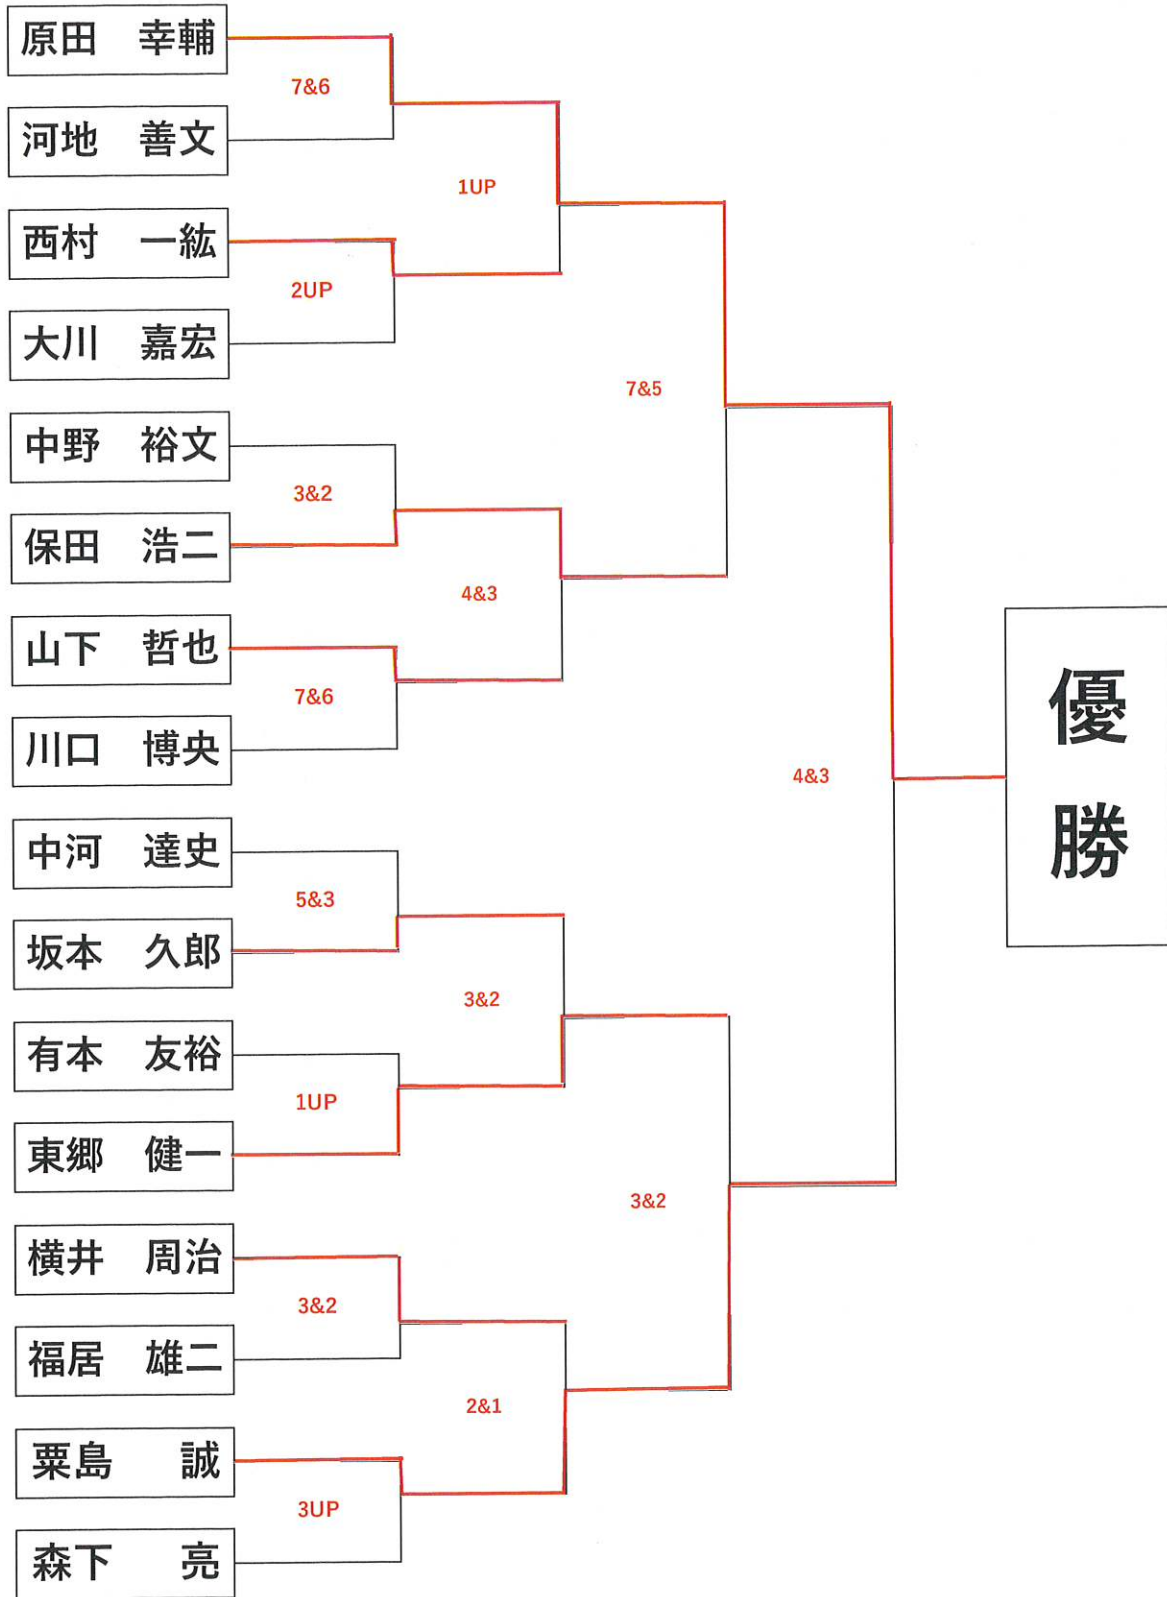 原田　幸輔
7&6
河地　善文
1UP
西村　一紘
2UP
大川　嘉宏
7&5
中野　裕文
3&2
保田　浩二
4&3
山下　哲也
7&6
川口　博央
4&3
優
勝
中河　達史
5&3
坂本　久郎
3&2
有本　友裕
1UP
東郷　健一
3&2
横井　周治
3&2
福居　雄二
2&1
粟島　誠
3UP
森下　亮